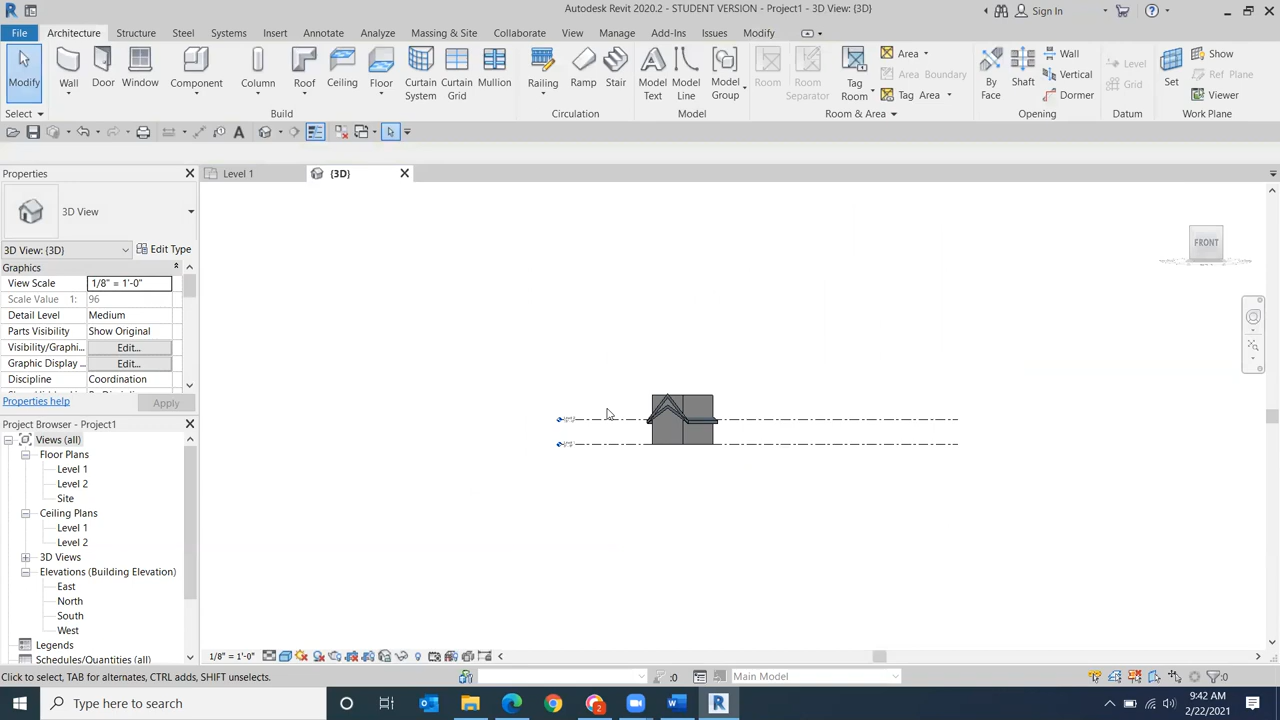 Autodesk Revit 2020.2 - STUDENT VERSION - Project1 - 3D View: {3D}
Sign In
File Architecture Structure Steel Systems Insert Annotate Analyze Massing & Site Collaborate View Manage Add-Ins Issues Modify
Modify
Wall
Door
Window
Component
Column
Roof
Ceiling
Floor
Curtain System
Curtain Grid
Mullion
Railing
Ramp
Stair
Model Text
Model Line
Model Group
Room
Room Separator
Tag Room
Area
Area Boundary
Tag Area
By Face
Shaft
Wall
Vertical
Dormer
Level
Grid
Set
Show
Ref Plane
Viewer
Select Build Circulation Model Room & Area Opening Datum Work Plane
Properties
Level 1
{3D}
3D View
3D View: {3D}
Edit Type
Graphics
View Scale 1/8" = 1'-0"
Scale Value 1: 96
Detail Level Medium
Parts Visibility Show Original
Visibility/Graphi... Edit...
Graphic Display ... Edit...
Discipline Coordination
Properties help
Apply
Project Browser - Project1
Views (all)
Floor Plans
Level 1
Level 2
Site
Ceiling Plans
Level 1
Level 2
3D Views
Elevations (Building Elevation)
East
North
South
West
Legends
Schedules/Quantities (all)
FRONT
1/8" = 1'-0"
Click to select, TAB for alternates, CTRL adds, SHIFT unselects.
:0
Main Model
:0
Type here to search
2
9:42 AM
2/22/2021